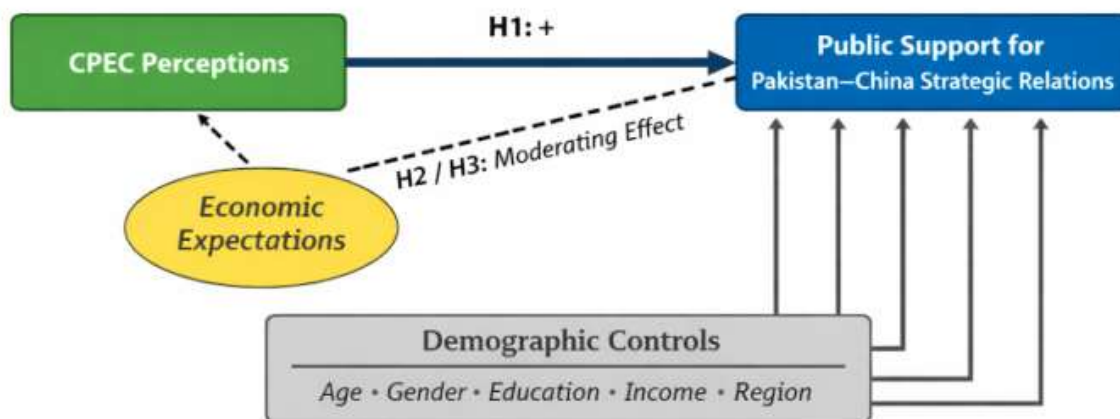 H1: +
CPEC Perceptions
Public Support for
Pakistan—China Strategic Relations
H2 / H3: Moderating Effect
Economic
Expectations
Demographic Controls
Age • Gender • Education • Income • Region